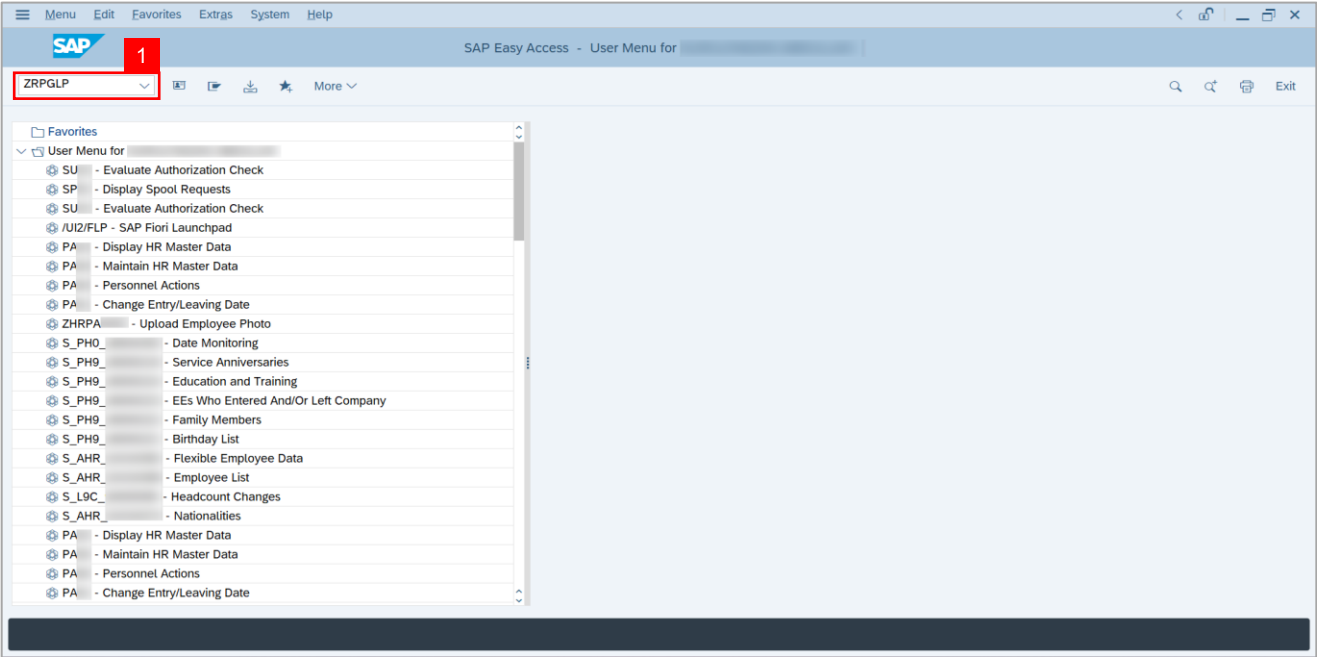 Menu Edit Favorites Extras System Help
SAP
SAP Easy Access - User Menu for
1
ZRPGLP More Exit
Favorites
User Menu for
SU - Evaluate Authorization Check
SP - Display Spool Requests
SU - Evaluate Authorization Check
/UI2/FLP - SAP Fiori Launchpad
PA - Display HR Master Data
PA - Maintain HR Master Data
PA - Personnel Actions
PA - Change Entry/Leaving Date
ZHRPA - Upload Employee Photo
S_PH0_ - Date Monitoring
S_PH9_ - Service Anniversaries
S_PH9_ - Education and Training
S_PH9_ - EEs Who Entered And/Or Left Company
S_PH9_ - Family Members
S_PH9_ - Birthday List
S_AHR_ - Flexible Employee Data
S_AHR_ - Employee List
S_L9C_ - Headcount Changes
S_AHR_ - Nationalities
PA - Display HR Master Data
PA - Maintain HR Master Data
PA - Personnel Actions
PA - Change Entry/Leaving Date